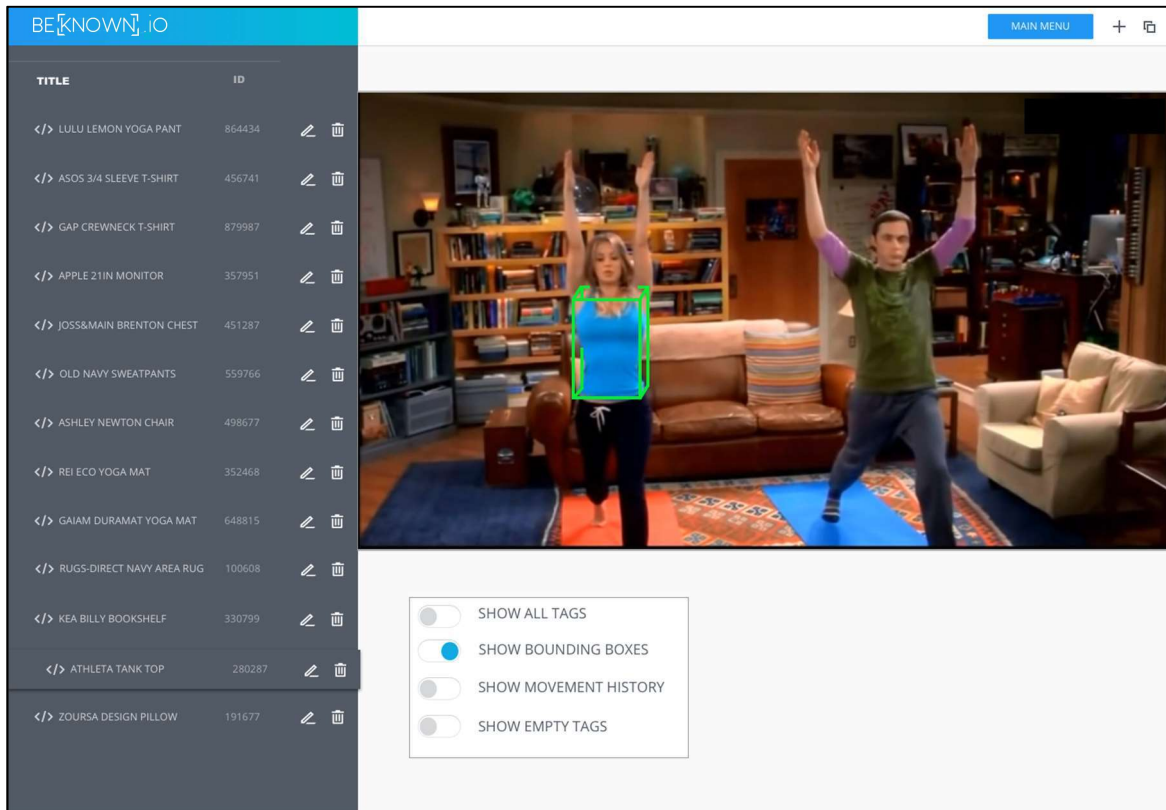 BE[KNOWN].iO
MAIN MENU
TITLE ID
</> LULU LEMON YOGA PANT 864434
</> ASOS 3/4 SLEEVE T-SHIRT 456741
</> GAP CREWNECK T-SHIRT 879987
</> APPLE 21IN MONITOR 357951
</> JOSS&MAIN BRENTON CHEST 451287
</> OLD NAVY SWEATPANTS 559766
</> ASHLEY NEWTON CHAIR 498677
</> REI ECO YOGA MAT 352468
</> GAIAM DURAMAT YOGA MAT 648815
</> RUGS-DIRECT NAVY AREA RUG 100608
</> KEA BILLY BOOKSHELF 330799
</> ATHLETA TANK TOP 280287
</> ZOURSA DESIGN PILLOW 191677
SHOW ALL TAGS
SHOW BOUNDING BOXES
SHOW MOVEMENT HISTORY
SHOW EMPTY TAGS